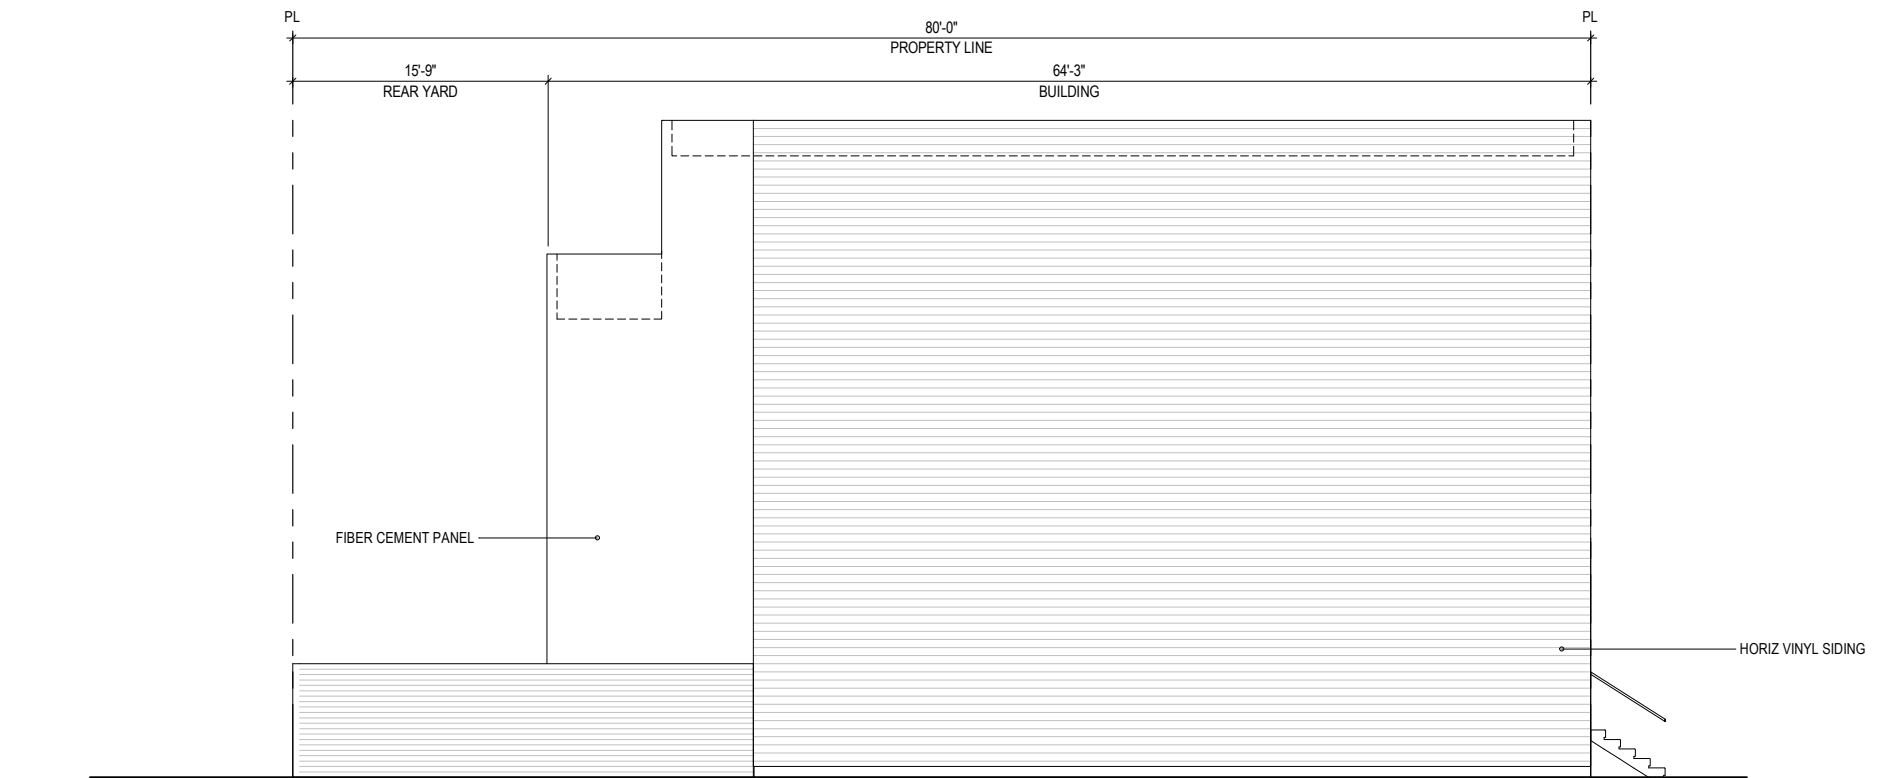 PL
PL
80'-0"
PROPERTY LINE
15'-9"
REAR YARD
64'-3"
BUILDING
FIBER CEMENT PANEL
HORIZ VINYL SIDING